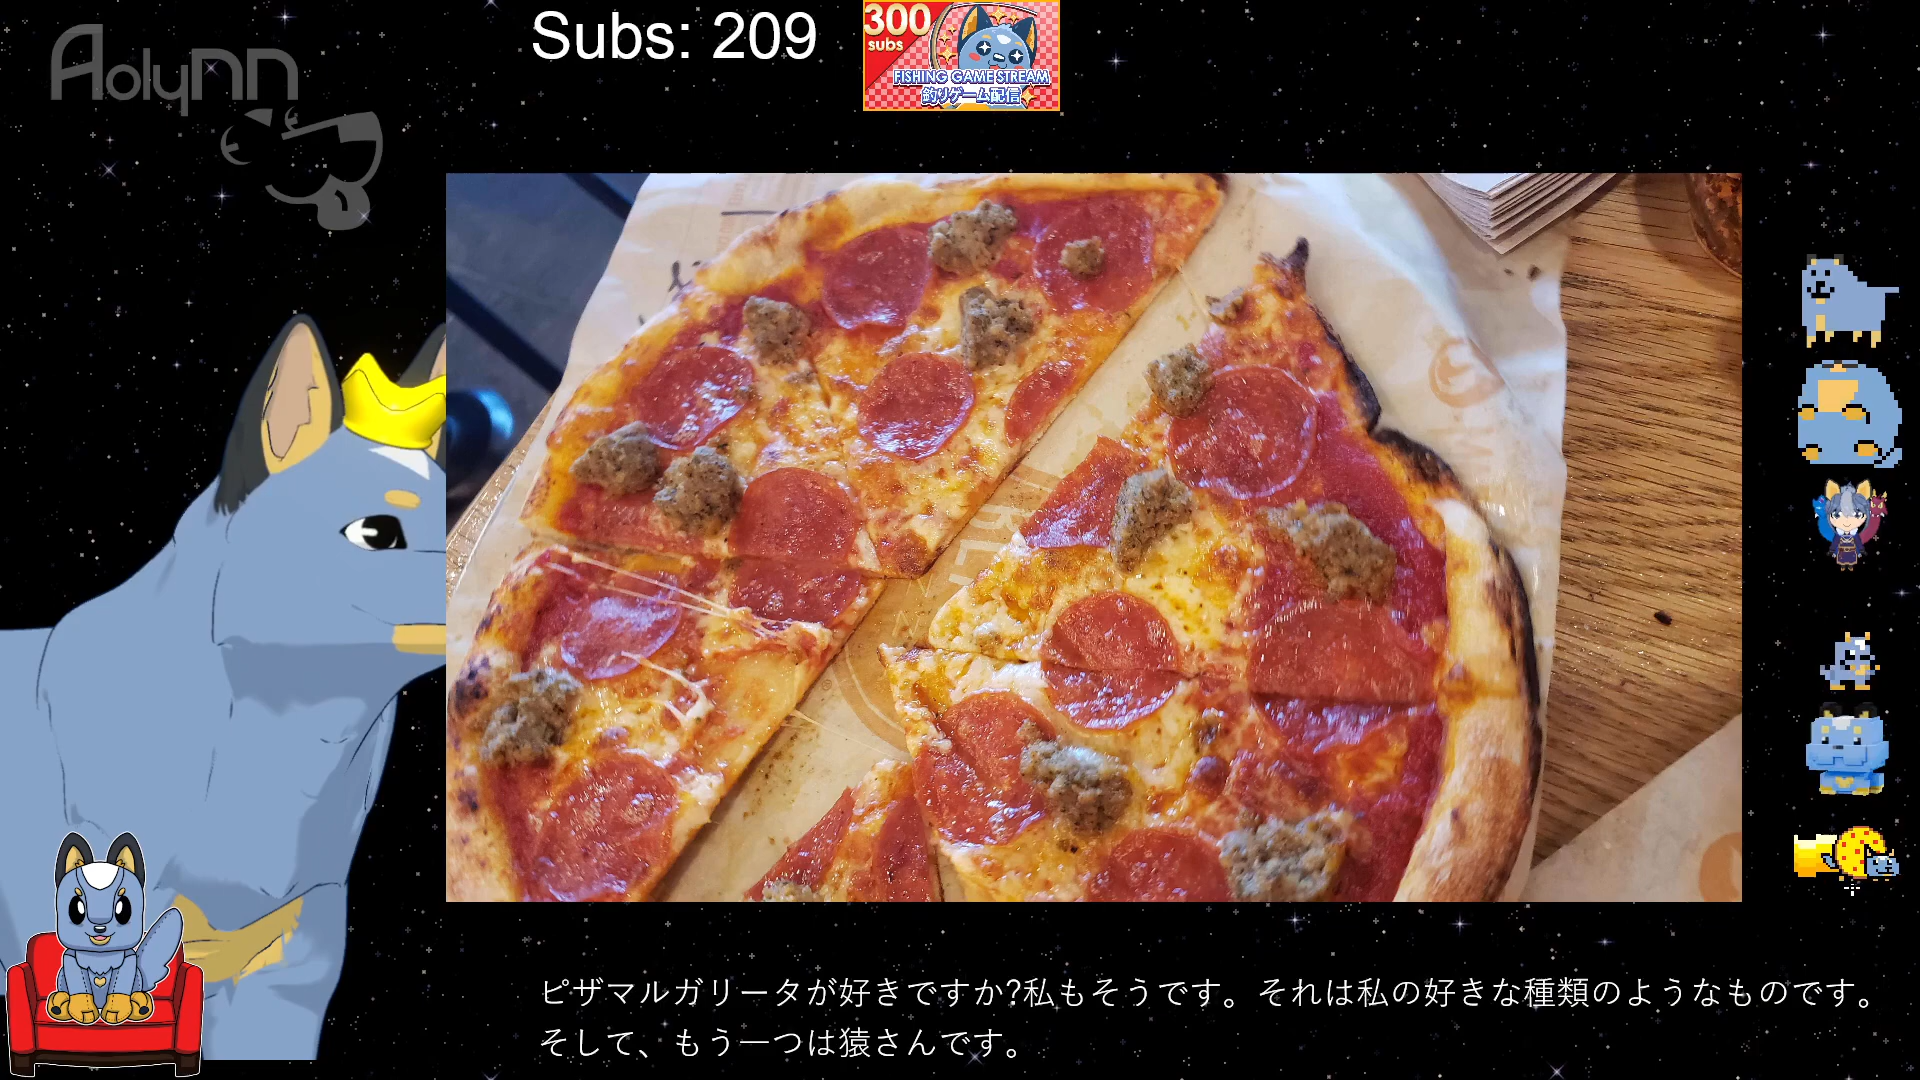 Aolynn
Subs: 209
300
subs
FISHING GAME STREAM
釣りゲーム配信
ピザマルガリータが好きですか?私もそうです。それは私の好きな種類のようなものです。
そして、もう一つは猿さんです。